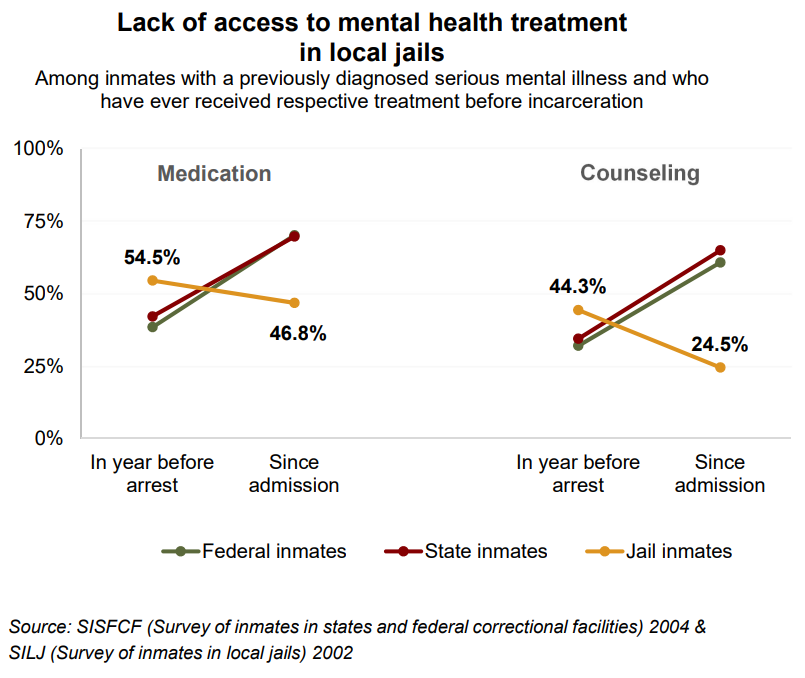 Lack of access to mental health treatment
in local jails
Among inmates with a previously diagnosed serious mental illness and who
have ever received respective treatment before incarceration
100%
75%
50%
25%
0%
Medication
54.5%
46.8%
Counseling
44.3%
24.5%
In year before
arrest
Since
admission
In year before
arrest
Since
admission
Federal inmates
State inmates
Jail inmates
Source: SISFCF (Survey of inmates in states and federal correctional facilities) 2004 &
SILJ (Survey of inmates in local jails) 2002